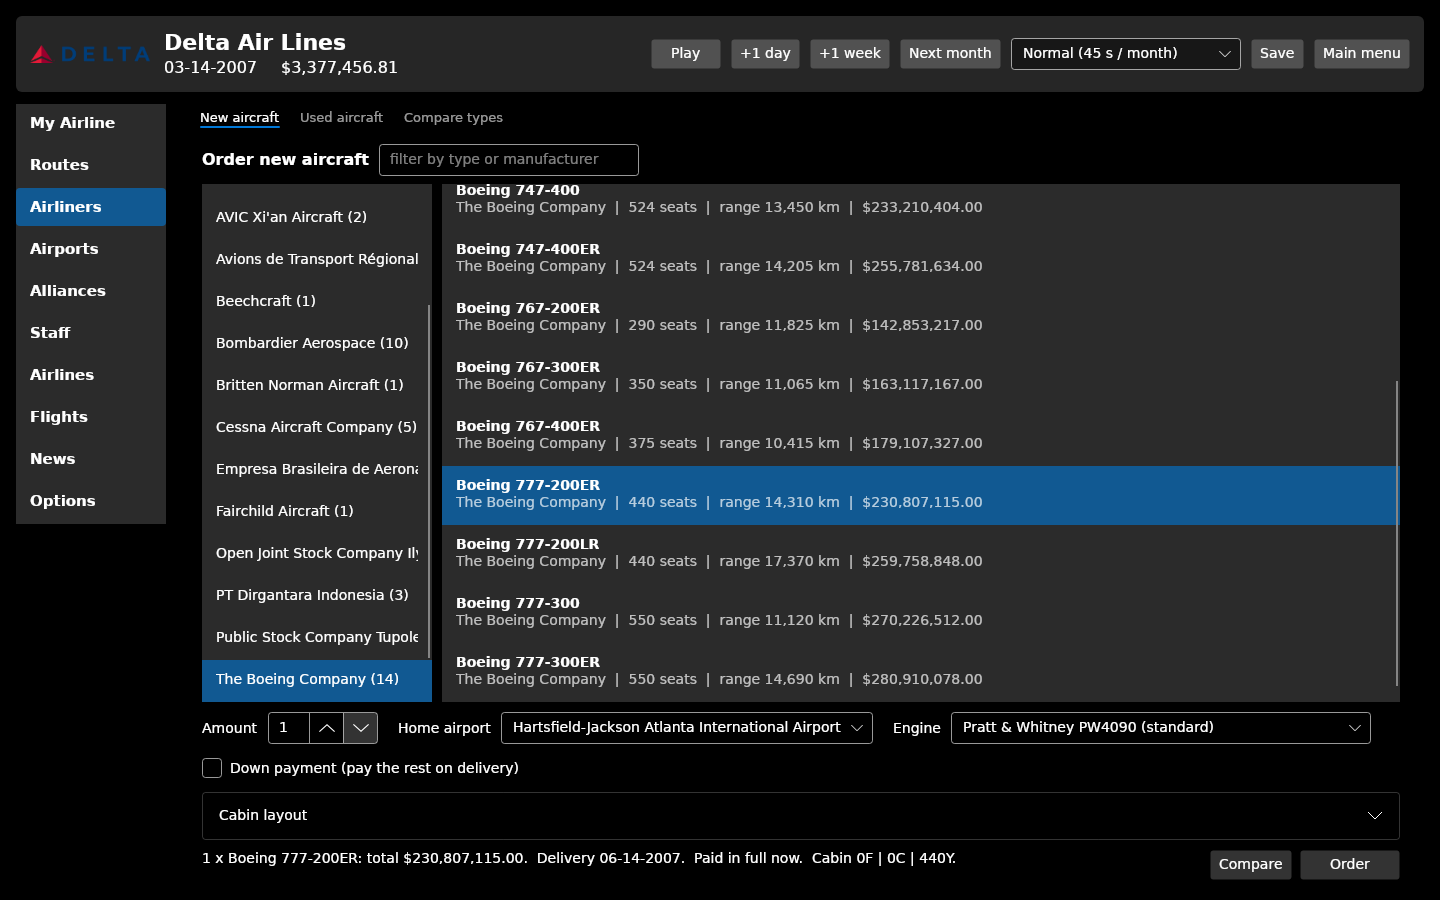 DELTA
Delta Air Lines
03-14-2007 $3,377,456.81
Play +1 day +1 week Next month Normal (45 s / month) Save Main menu
My Airline
Routes
Airliners
Airports
Alliances
Staff
Airlines
Flights
News
Options
New aircraft Used aircraft Compare types
Order new aircraft filter by type or manufacturer
AVIC Xi'an Aircraft (2)
Avions de Transport Régional
Beechcraft (1)
Bombardier Aerospace (10)
Britten Norman Aircraft (1)
Cessna Aircraft Company (5)
Empresa Brasileira de Aerona
Fairchild Aircraft (1)
Open Joint Stock Company Ily
PT Dirgantara Indonesia (3)
Public Stock Company Tupole
The Boeing Company (14)
Boeing 747-400
The Boeing Company | 524 seats | range 13,450 km | $233,210,404.00
Boeing 747-400ER
The Boeing Company | 524 seats | range 14,205 km | $255,781,634.00
Boeing 767-200ER
The Boeing Company | 290 seats | range 11,825 km | $142,853,217.00
Boeing 767-300ER
The Boeing Company | 350 seats | range 11,065 km | $163,117,167.00
Boeing 767-400ER
The Boeing Company | 375 seats | range 10,415 km | $179,107,327.00
Boeing 777-200ER
The Boeing Company | 440 seats | range 14,310 km | $230,807,115.00
Boeing 777-200LR
The Boeing Company | 440 seats | range 17,370 km | $259,758,848.00
Boeing 777-300
The Boeing Company | 550 seats | range 11,120 km | $270,226,512.00
Boeing 777-300ER
The Boeing Company | 550 seats | range 14,690 km | $280,910,078.00
Amount 1 Home airport Hartsfield-Jackson Atlanta International Airport Engine Pratt & Whitney PW4090 (standard)
Down payment (pay the rest on delivery)
Cabin layout
1 x Boeing 777-200ER: total $230,807,115.00. Delivery 06-14-2007. Paid in full now. Cabin 0F | 0C | 440Y.
Compare Order